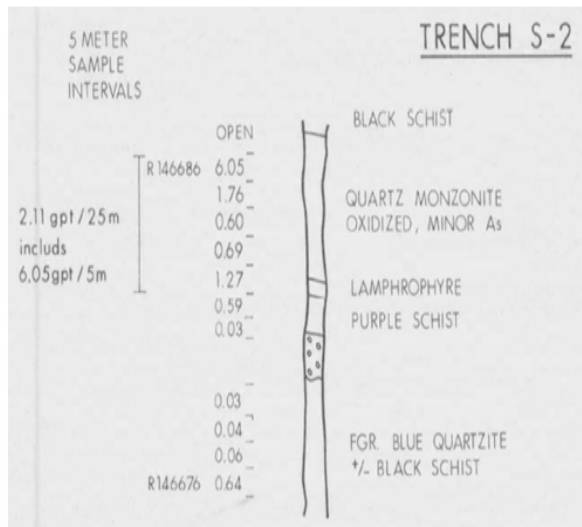 TRENCH S-2
5 METER
SAMPLE
INTERVALS
OPEN
BLACK SCHIST
R146686 6.05
1.76
0.60
0.69
1.27
0.59
0.03
2.11 gpt / 25m
includs
6.05gpt / 5m
QUARTZ MONZONITE
OXIDIZED, MINOR As
LAMPHROPHYRE
PURPLE SCHIST
0.03
0.04
0.06
R146676 0.64
FGR. BLUE QUARTZITE
+/- BLACK SCHIST